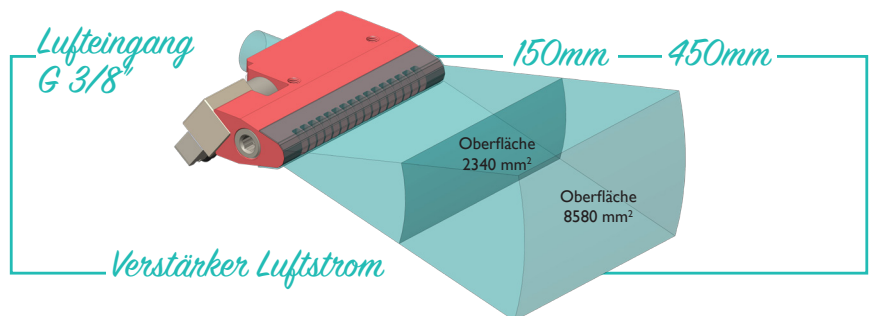 Lufteingang
G 3/8"
150mm
450mm
Oberfläche
2340 mm²
Oberfläche
8580 mm²
Verstärker Luftstrom